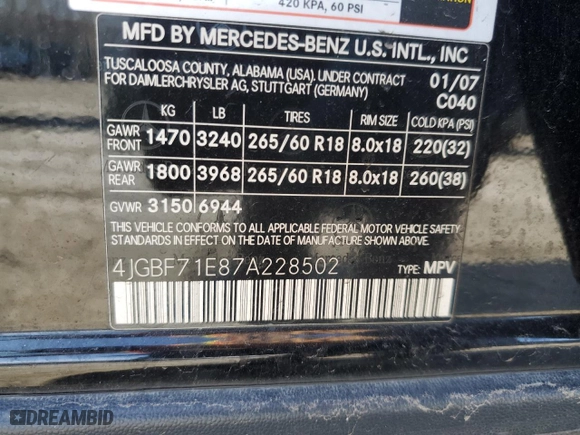 420 KPA, 60 PSI
MFD BY MERCEDES-BENZ U.S. INTL., INC
TUSCALOOSA COUNTY, ALABAMA (USA). UNDER CONTRACT
FOR DAIMLERCHRYSLER AG, STUTTGART (GERMANY)
01/07
C040
KG LB TIRES RIM SIZE COLD KPA (PSI)
GAWR FRONT 1470 3240 265/60 R18 8.0x18 220(32)
GAWR REAR 1800 3968 265/60 R18 8.0x18 260(38)
GVWR 3150 6944
THIS VEHICLE CONFORMS TO ALL APPLICABLE FEDERAL MOTOR VEHICLE SAFETY
STANDARDS IN EFFECT ON THE DATE OF MANUFACTURE SHOWN ABOVE
4JGBF71E87A228502
TYPE: MPV
DREAMBID